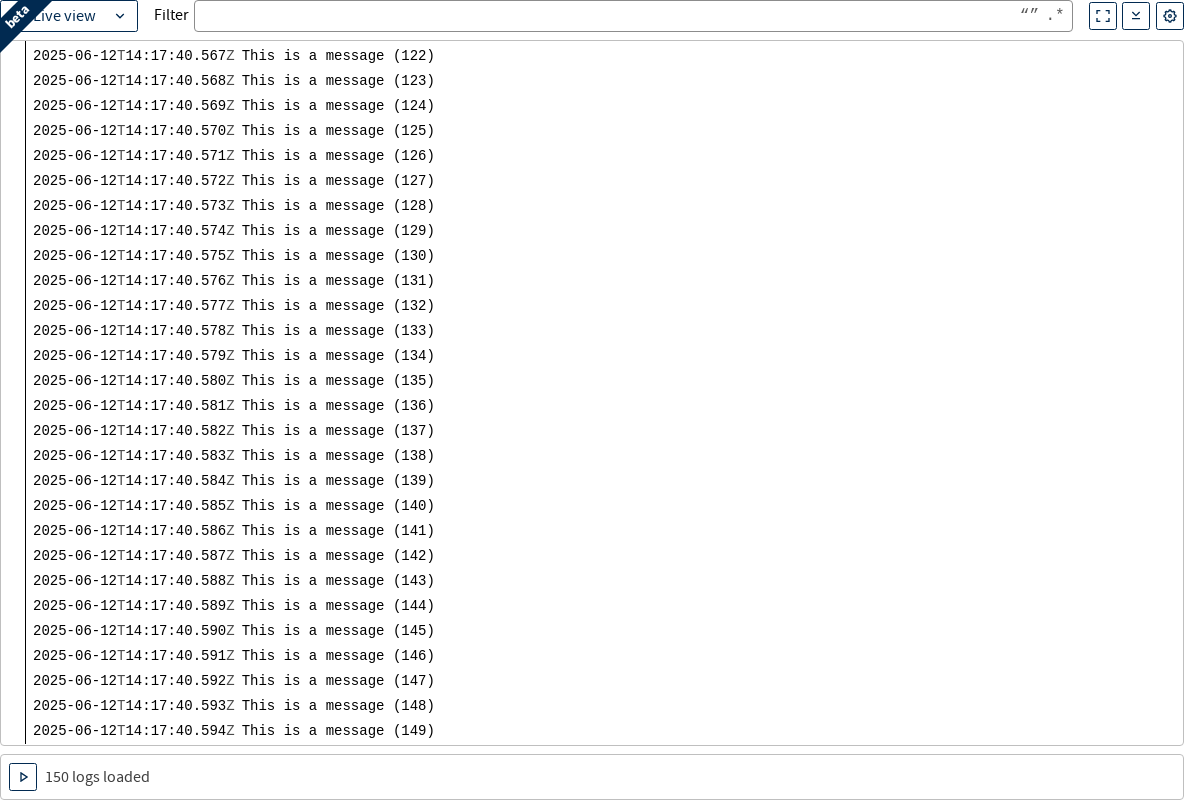 beta
Live view
Filter
“” .*
2025-06-12T14:17:40.567Z This is a message (122)
2025-06-12T14:17:40.568Z This is a message (123)
2025-06-12T14:17:40.569Z This is a message (124)
2025-06-12T14:17:40.570Z This is a message (125)
2025-06-12T14:17:40.571Z This is a message (126)
2025-06-12T14:17:40.572Z This is a message (127)
2025-06-12T14:17:40.573Z This is a message (128)
2025-06-12T14:17:40.574Z This is a message (129)
2025-06-12T14:17:40.575Z This is a message (130)
2025-06-12T14:17:40.576Z This is a message (131)
2025-06-12T14:17:40.577Z This is a message (132)
2025-06-12T14:17:40.578Z This is a message (133)
2025-06-12T14:17:40.579Z This is a message (134)
2025-06-12T14:17:40.580Z This is a message (135)
2025-06-12T14:17:40.581Z This is a message (136)
2025-06-12T14:17:40.582Z This is a message (137)
2025-06-12T14:17:40.583Z This is a message (138)
2025-06-12T14:17:40.584Z This is a message (139)
2025-06-12T14:17:40.585Z This is a message (140)
2025-06-12T14:17:40.586Z This is a message (141)
2025-06-12T14:17:40.587Z This is a message (142)
2025-06-12T14:17:40.588Z This is a message (143)
2025-06-12T14:17:40.589Z This is a message (144)
2025-06-12T14:17:40.590Z This is a message (145)
2025-06-12T14:17:40.591Z This is a message (146)
2025-06-12T14:17:40.592Z This is a message (147)
2025-06-12T14:17:40.593Z This is a message (148)
2025-06-12T14:17:40.594Z This is a message (149)
150 logs loaded